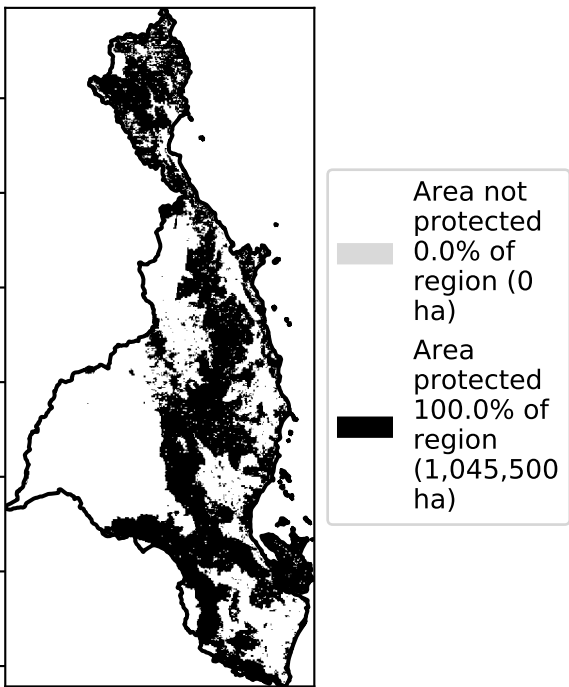 Area not
protected
0.0% of
region (0
ha)
Area
protected
100.0% of
region
(1,045,500
ha)